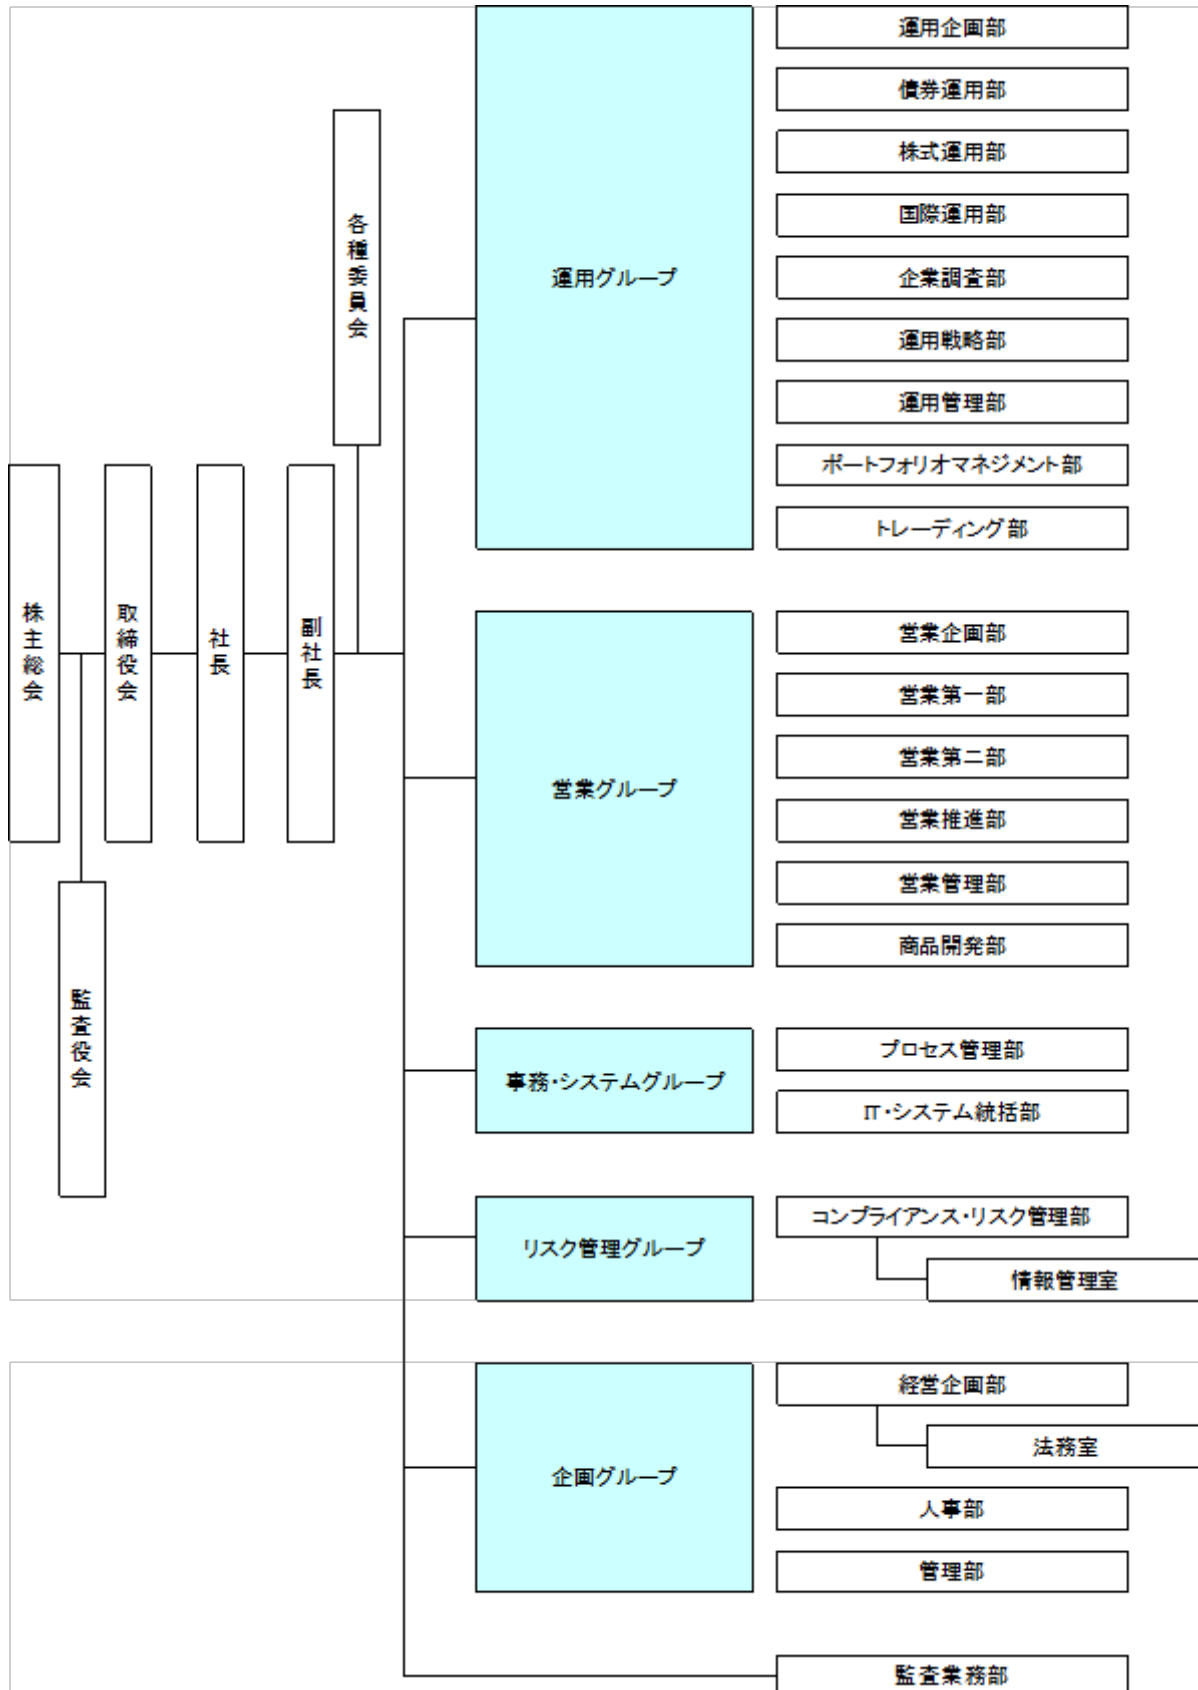 株主総会
監査役会
取締役会
社長
副社長
各種委員会
運用グループ
運用企画部
債券運用部
株式運用部
国際運用部
企業調査部
運用戦略部
運用管理部
ポートフォリオマネジメント部
トレーディング部
営業グループ
営業企画部
営業第一部
営業第二部
営業推進部
営業管理部
商品開発部
事務・システムグループ
プロセス管理部
IT・システム統括部
リスク管理グループ
コンプライアンス・リスク管理部
情報管理室
企画グループ
経営企画部
法務室
人事部
管理部
監査業務部